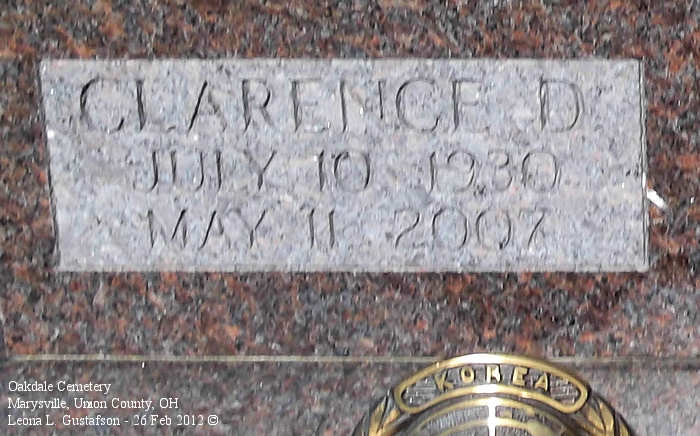 CLARENCE D
JULY 10 1930
MAY 11 2007
KOREA
Oakdale Cemetery
Marysville, Union County, OH
Leona L. Gustafson - 26 Feb 2012 ©